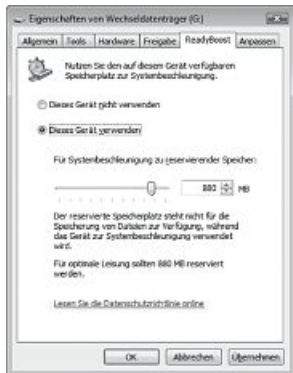 Eigenschaften von Wechseldatenträger (G:)
Allgemein Tools Hardware Freigabe ReadyBoost Anpassen
Nutzen Sie den auf diesem Gerät verfügbaren
Speicherplatz zur Systembeschleunigung.
Dieses Gerät nicht verwenden
Dieses Gerät verwenden
Für Systembeschleunigung zu reservierender Speicher:
880 MB
Der reservierte Speicherplatz steht nicht für die
Speicherung von Dateien zur Verfügung, während
das Gerät zur Systembeschleunigung verwendet
wird.
Für optimale Leisung sollten 880 MB reserviert
werden.
Lesen Sie die Datenschutzrichtlinie online
OK Abbrechen Übernehmen